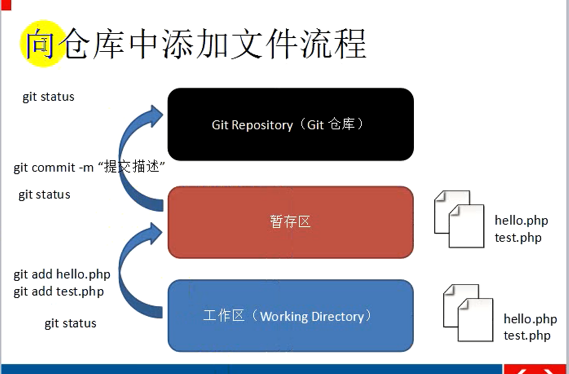 向仓库中添加文件流程
git status
Git Repository（Git 仓库）
git commit -m “提交描述”
git status
暂存区
hello.php
test.php
git add hello.php
git add test.php
git status
工作区（Working Directory）
hello.php
test.php